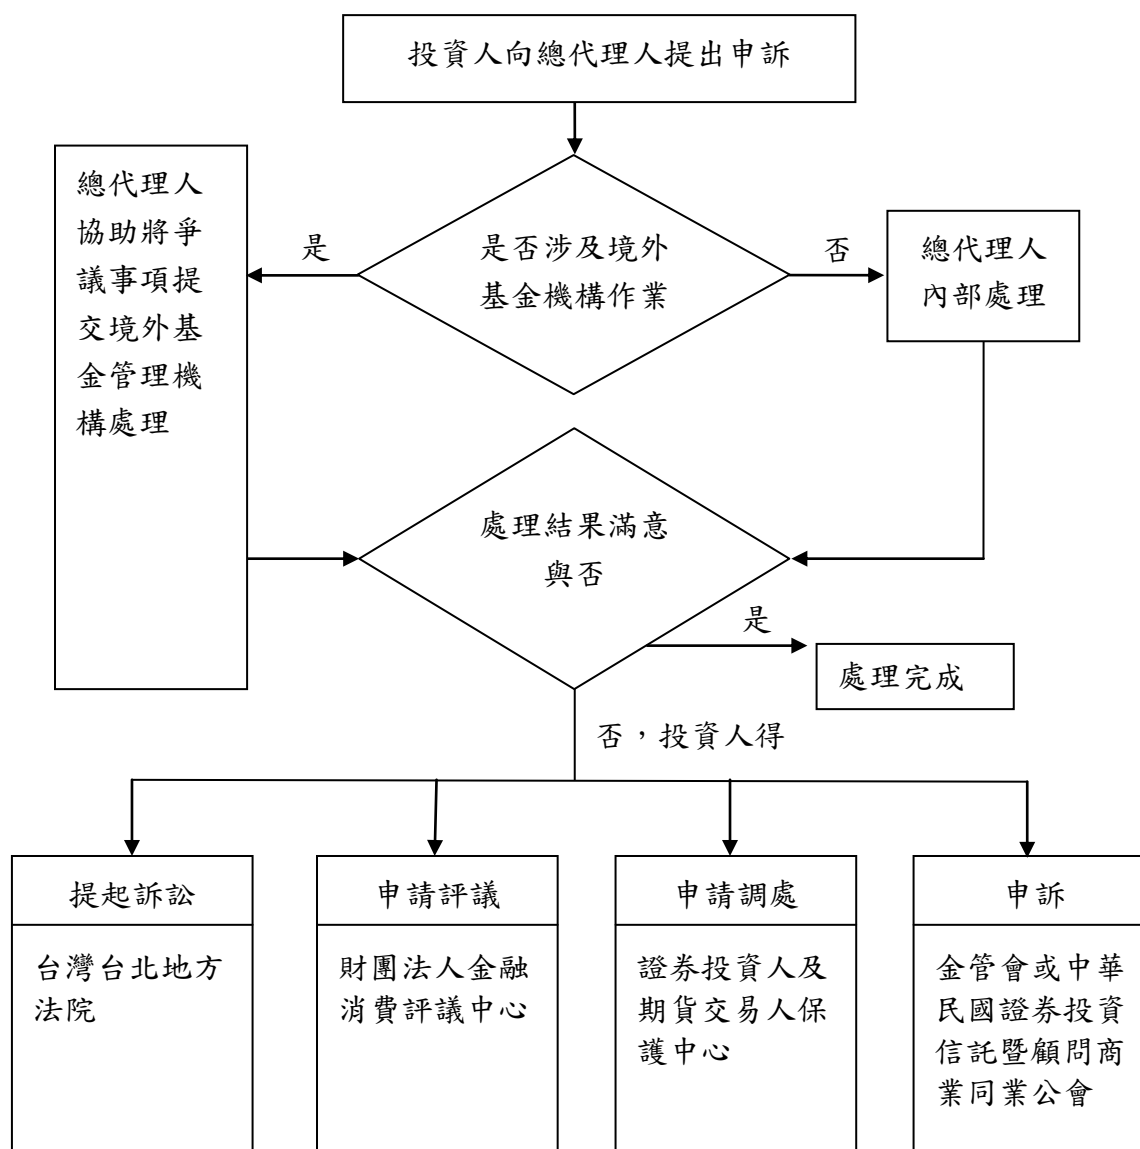 投資人向總代理人提出申訴
總代理人
協助將爭
議事項提
交境外基
金管理機
構處理
是
是否涉及境外
基金機構作業
否
總代理人
內部處理
處理結果滿意
與否
是
處理完成
否，投資人得
提起訴訟
台灣台北地方
法院
申請評議
財團法人金融
消費評議中心
申請調處
證券投資人及
期貨交易人保
護中心
申訴
金管會或中華
民國證券投資
信託暨顧問商
業同業公會